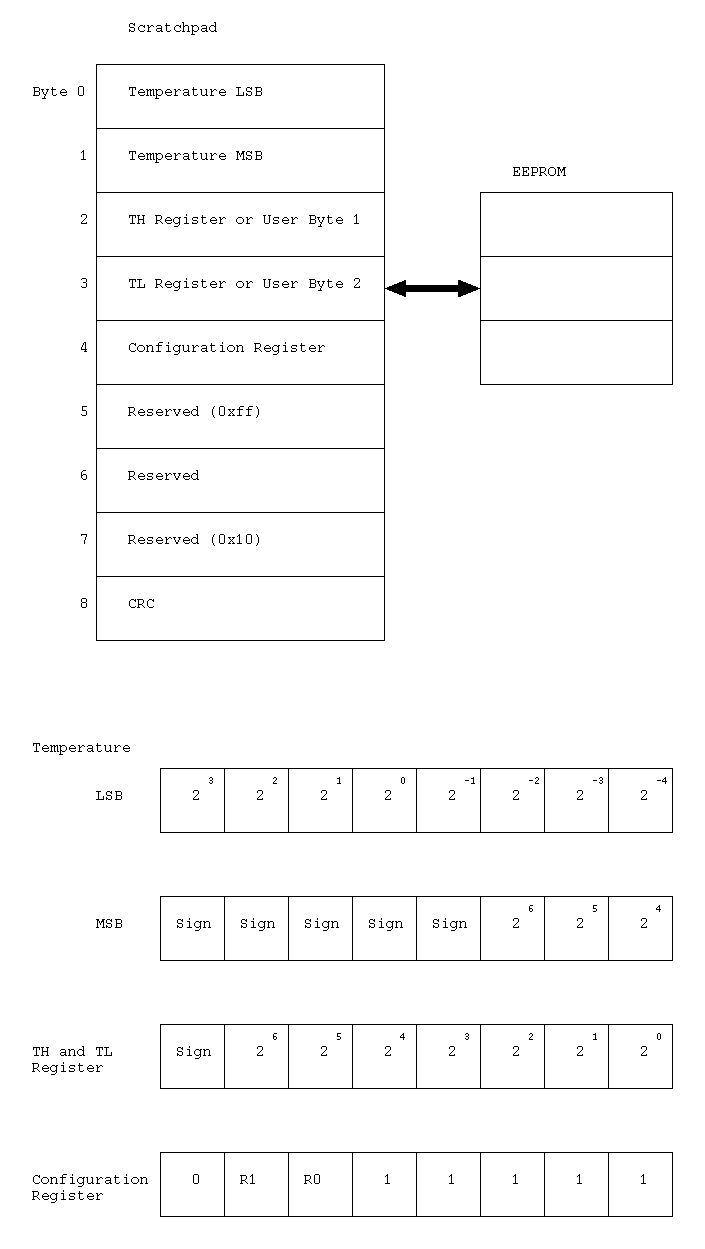 Scratchpad
Byte 0 Temperature LSB
1 Temperature MSB
EEPROM
2 TH Register or User Byte 1
3 TL Register or User Byte 2
4 Configuration Register
5 Reserved (0xff)
6 Reserved
7 Reserved (0x10)
8 CRC
Temperature
LSB 2^3 2^2 2^1 2^0 2^-1 2^-2 2^-3 2^-4
MSB Sign Sign Sign Sign Sign 2^6 2^5 2^4
TH and TL Sign 2^6 2^5 2^4 2^3 2^2 2^1 2^0
Register
Configuration 0 R1 R0 1 1 1 1 1
Register